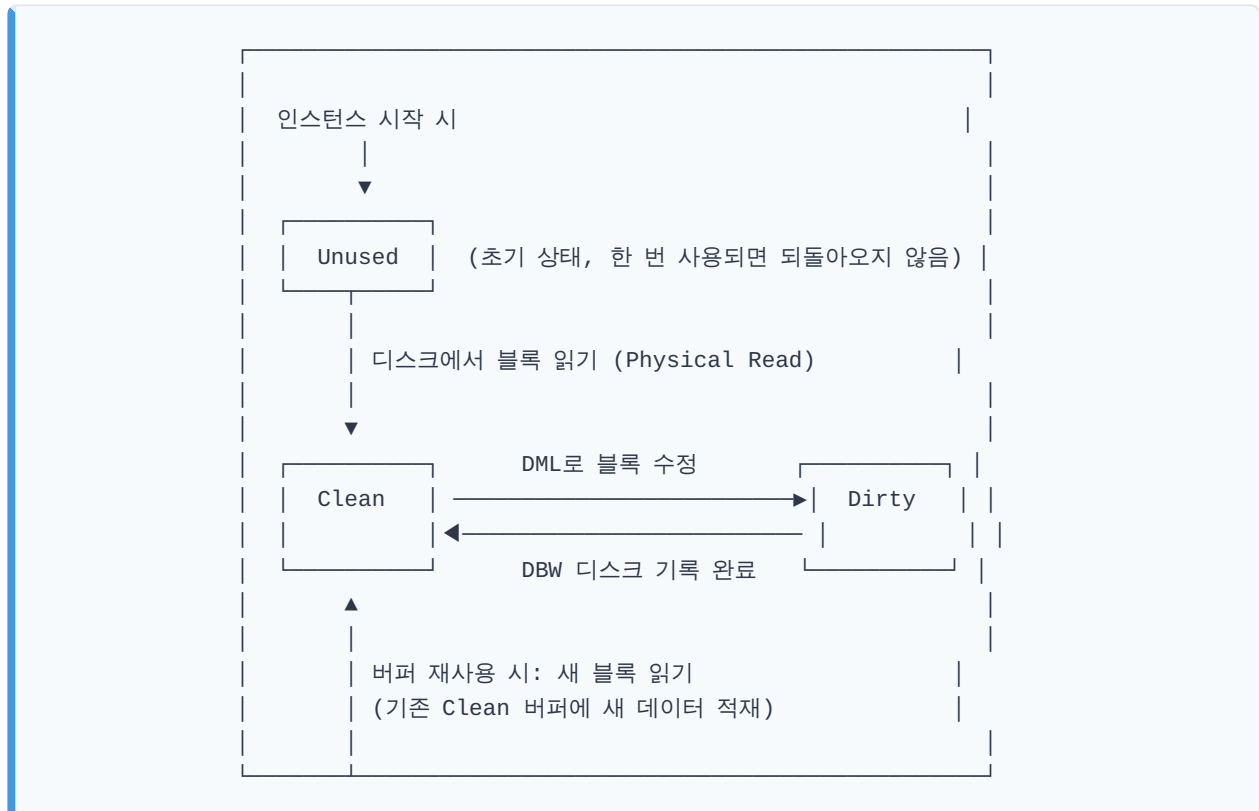 인스턴스 시작 시
Unused (초기 상태, 한 번 사용되면 되돌아오지 않음)
디스크에서 블록 읽기 (Physical Read)
DML로 블록 수정
Clean Dirty
DBW 디스크 기록 완료
버퍼 재사용 시: 새 블록 읽기
(기존 Clean 버퍼에 새 데이터 적재)